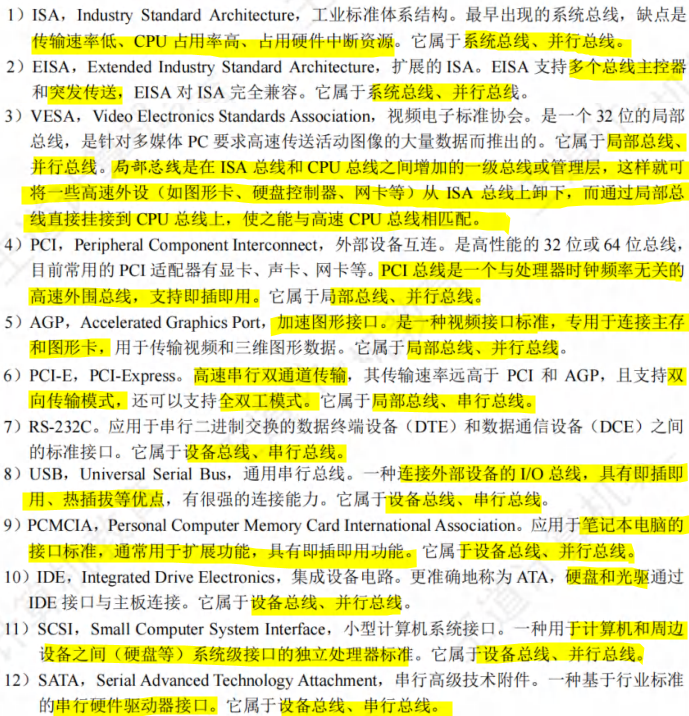 1）ISA，Industry Standard Architecture，工业标准体系结构。最早出现的系统总线，缺点是
传输速率低、CPU 占用率高、占用硬件中断资源。它属于系统总线、并行总线。
2）EISA，Extended Industry Standard Architecture，扩展的 ISA。EISA 支持多个总线主控器
和突发传送，EISA 对 ISA 完全兼容。它属于系统总线、并行总线。
3）VESA，Video Electronics Standards Association，视频电子标准协会。是一个 32 位的局部
总线，是针对多媒体 PC 要求高速传送活动图像的大量数据而推出的。它属于局部总线、
并行总线。局部总线是在 ISA 总线和 CPU 总线之间增加的一级总线或管理层，这样就可
将一些高速外设（如图形卡、硬盘控制器、网卡等）从 ISA 总线上卸下，而通过局部总
线直接挂接到 CPU 总线上，使之能与高速 CPU 总线相匹配。
4）PCI，Peripheral Component Interconnect，外部设备互连。是高性能的 32 位或 64 位总线，
目前常用的 PCI 适配器有显卡、声卡、网卡等。PCI 总线是一个与处理器时钟频率无关的
高速外围总线，支持即插即用。它属于局部总线、并行总线。
5）AGP，Accelerated Graphics Port，加速图形接口。是一种视频接口标准，专用于连接主存
和图形卡，用于传输视频和三维图形数据。它属于局部总线、并行总线。
6）PCI-E，PCI-Express。高速串行双通道传输，其传输速率远高于 PCI 和 AGP，且支持双
向传输模式，还可以支持全双工模式。它属于局部总线、串行总线。
7）RS-232C。应用于串行二进制交换的数据终端设备（DTE）和数据通信设备（DCE）之间
的标准接口。它属于设备总线、串行总线。
8）USB，Universal Serial Bus，通用串行总线。一种连接外部设备的 I/O 总线，具有即插即
用、热插拔等优点，有很强的连接能力。它属于设备总线、串行总线。
9）PCMCIA，Personal Computer Memory Card International Association。应用于笔记本电脑的
接口标准，通常用于扩展功能，具有即插即用功能。它属于设备总线、并行总线。
10）IDE，Integrated Drive Electronics，集成设备电路。更准确地称为 ATA，硬盘和光驱通过
IDE 接口与主板连接。它属于设备总线、并行总线。
11）SCSI，Small Computer System Interface，小型计算机系统接口。一种用于计算机和周边
设备之间（硬盘等）系统级接口的独立处理器标准。它属于设备总线、并行总线。
12）SATA，Serial Advanced Technology Attachment，串行高级技术附件。一种基于行业标准
的串行硬件驱动器接口。它属于设备总线、串行总线。